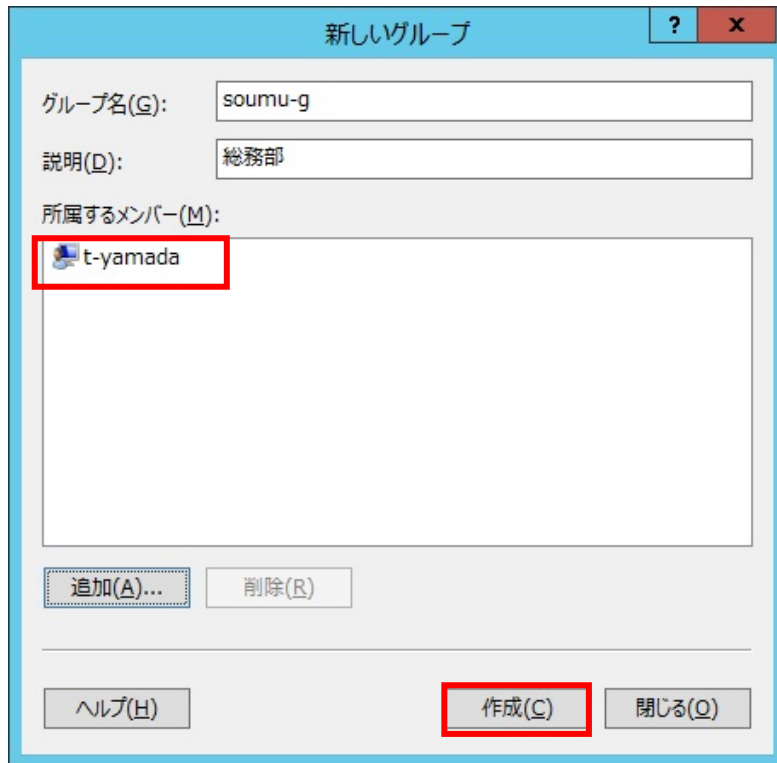 新しいグループ
? x
グループ名(G): soumu-g
説明(D): 総務部
所属するメンバー(M):
t-yamada
追加(A)... 削除(R)
ヘルプ(H) 作成(C) 閉じる(O)